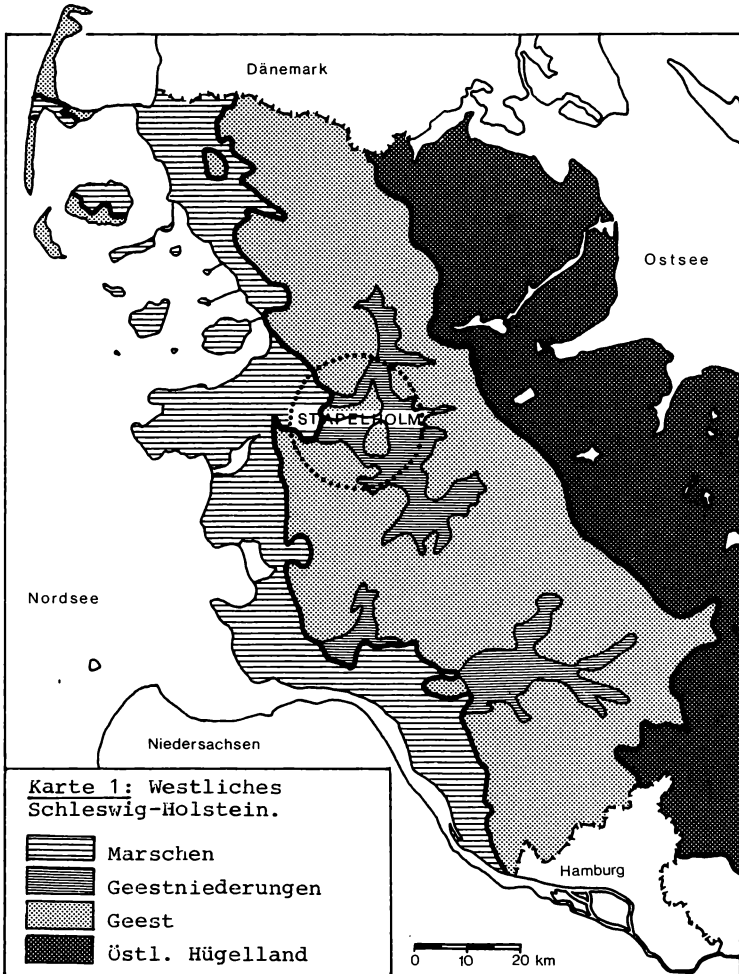 Dänemark
Ostsee
STAPELHOLM
Nordsee
Niedersachsen
Hamburg
Karte 1: Westliches
Schleswig-Holstein.
Marschen
Geestniederungen
Geest
Östl. Hügelland
0 10 20 km